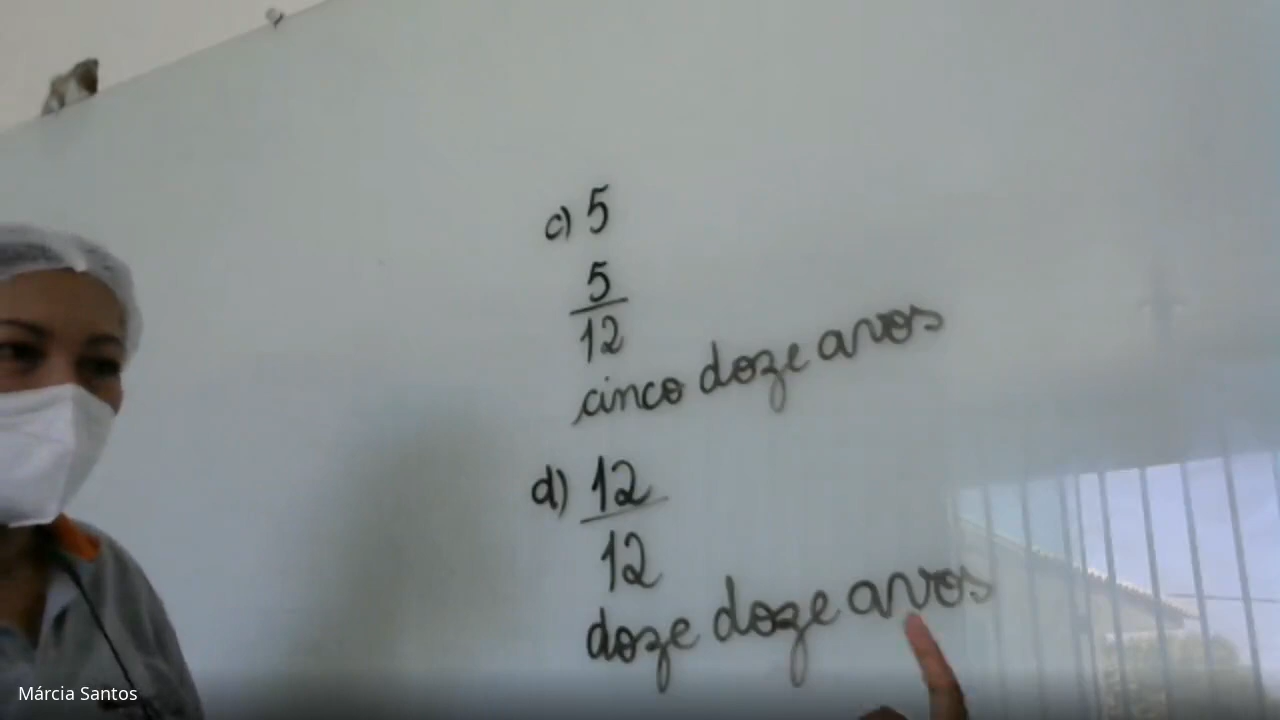 c) 5
5
12
cinco doze avos
d) 12
12
doze doze avos
Márcia Santos